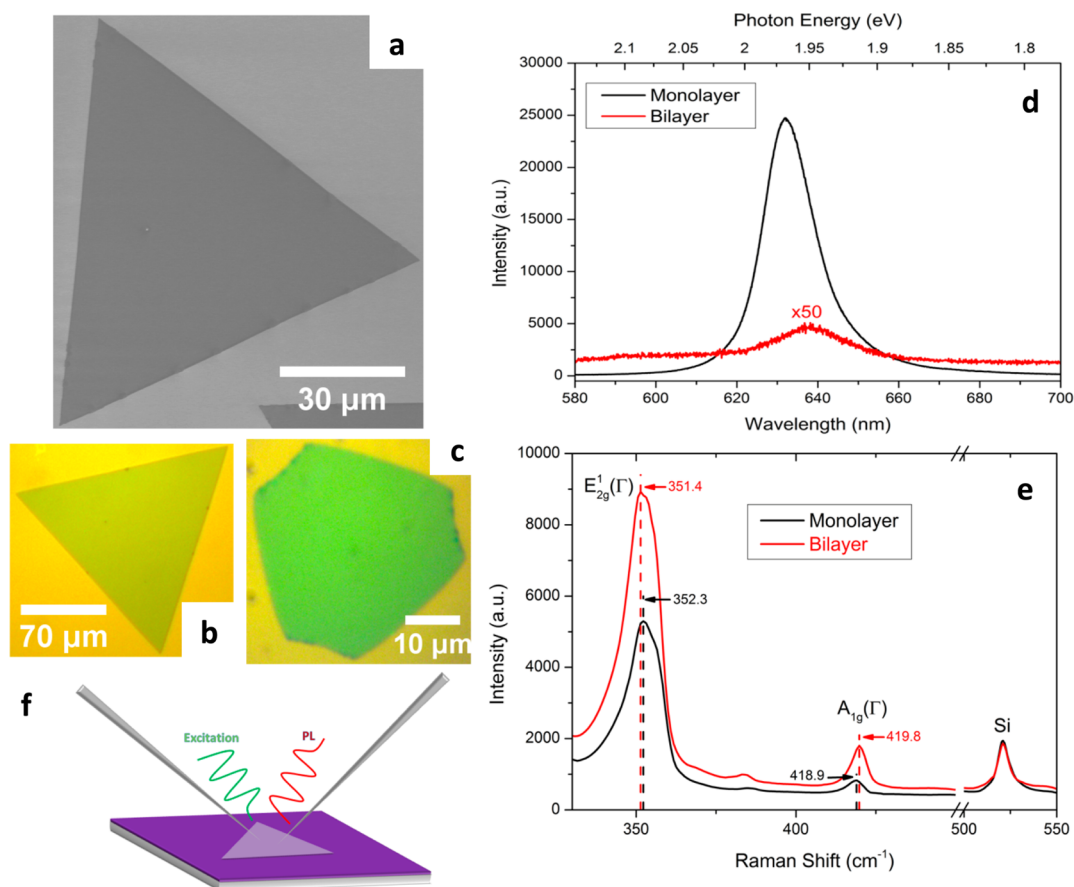 a
30 µm
b
70 µm
c
10 µm
f
Excitation
PL
Photon Energy (eV)
2.1 2.05 2 1.95 1.9 1.85 1.8
d
Monolayer
Bilayer
x50
30000
25000
20000
15000
10000
5000
0
Intensity (a.u.)
580 600 620 640 660 680 700
Wavelength (nm)
e
E¹2g(Γ)
351.4
352.3
Monolayer
Bilayer
A1g(Γ)
419.8
418.9
Si
10000
8000
6000
4000
2000
0
Intensity (a.u.)
350 400 500 550
Raman Shift (cm⁻¹)